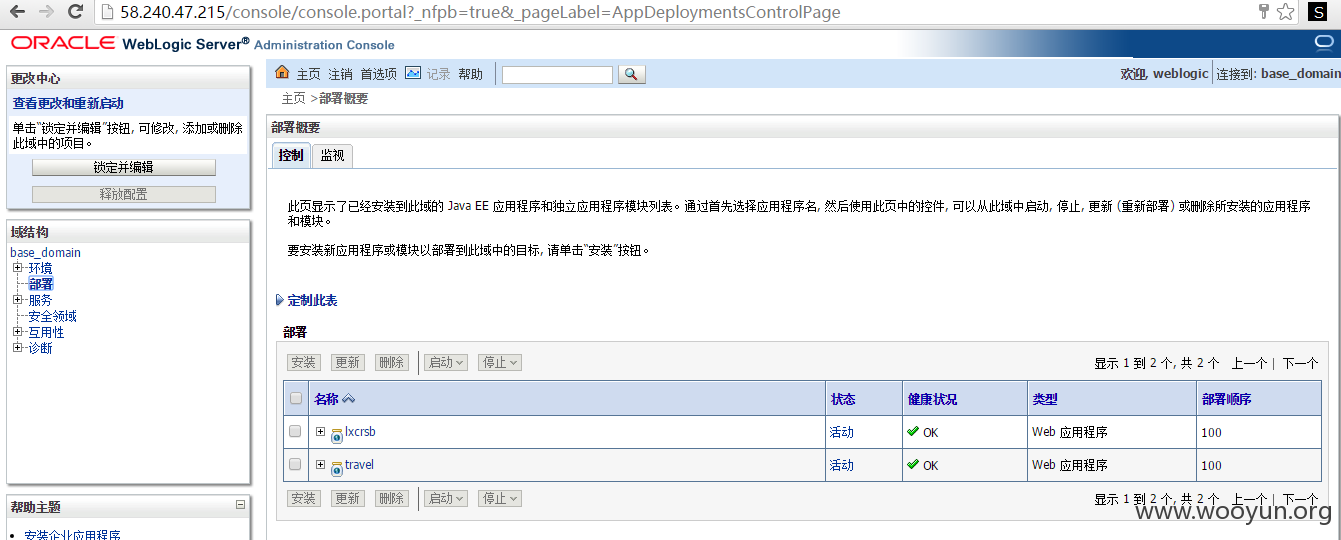 58.240.47.215/console/console.portal?_nfpb=true&_pageLabel=AppDeploymentsControlPage
S
ORACLE WebLogic Server® Administration Console
更改中心
查看更改和重新启动
单击“锁定并编辑”按钮, 可修改, 添加或删除
此域中的项目。
锁定并编辑
释放配置
域结构
base_domain
环境
部署
服务
安全领域
互用性
诊断
帮助主题
安装企业应用程序
主页 注销 首选项 记录 帮助
欢迎, weblogic 连接到: base_domain
主页 >部署概要
部署概要
控制 监视
此页显示了已经安装到此域的 Java EE 应用程序和独立应用程序模块列表。通过首先选择应用程序名, 然后使用此页中的控件, 可以从此域中启动, 停止, 更新 (重新部署) 或删除所安装的应用程序
和模块。
要安装新应用程序或模块以部署到此域中的目标, 请单击“安装”按钮。
定制此表
部署
安装 更新 删除 启动 停止 显示 1 到 2 个, 共 2 个 上一个 | 下一个
名称 状态 健康状况 类型 部署顺序
lxcrsb 活动 OK Web 应用程序 100
travel 活动 OK Web 应用程序 100
安装 更新 删除 启动 停止 显示 1 到 2 个, 共 2 个 上一个 | 下一个
www.wooyun.org